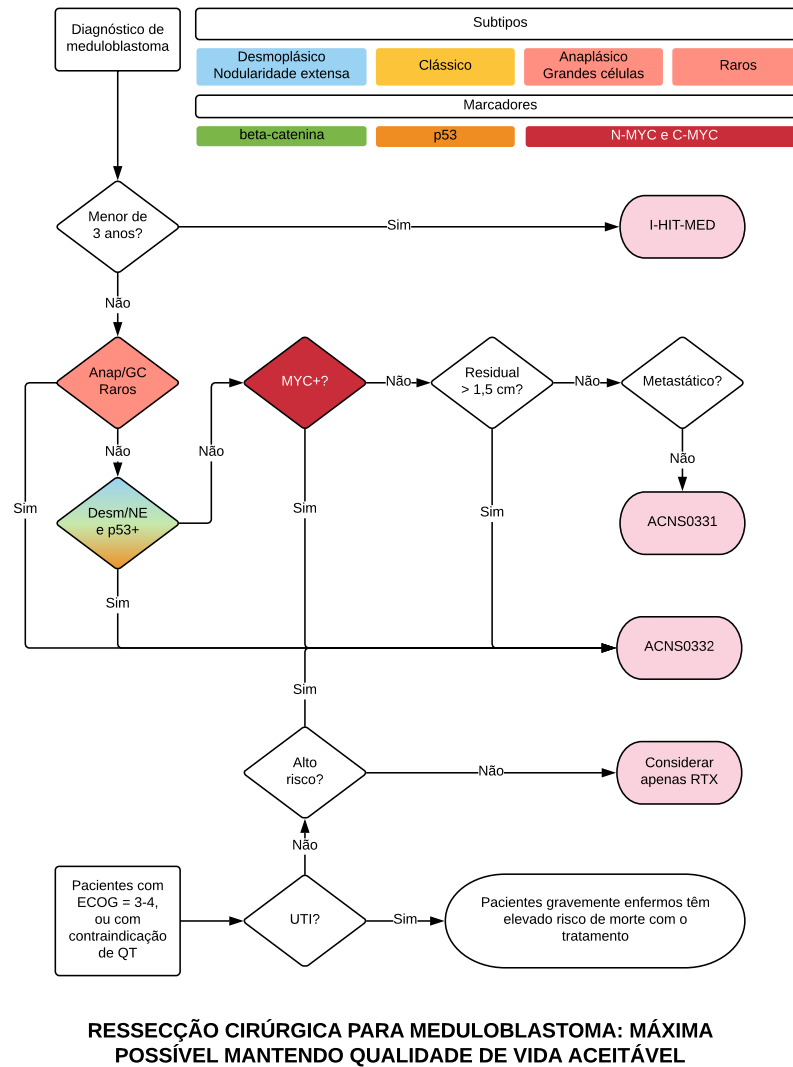 Diagnóstico de
meduloblastoma
Subtipos
Desmoplásico
Nodularidade extensa
Clássico
Anaplásico
Grandes células
Raros
Marcadores
beta-catenina
p53
N-MYC e C-MYC
Menor de
3 anos?
Sim
I-HIT-MED
Não
Anap/GC
Raros
MYC+?
Não
Residual
> 1,5 cm?
Não
Metastático?
Não
Não
Não
Sim
Desm/NE
e p53+
Sim
Sim
ACNS0331
Sim
ACNS0332
Sim
Alto
risco?
Não
Considerar
apenas RTX
Não
Pacientes com
ECOG = 3-4,
ou com
contraindicação
de QT
UTI?
Sim
Pacientes gravemente enfermos têm
elevado risco de morte com o
tratamento
RESSECÇÃO CIRÚRGICA PARA MEDULOBLASTOMA: MÁXIMA
POSSÍVEL MANTENDO QUALIDADE DE VIDA ACEITÁVEL